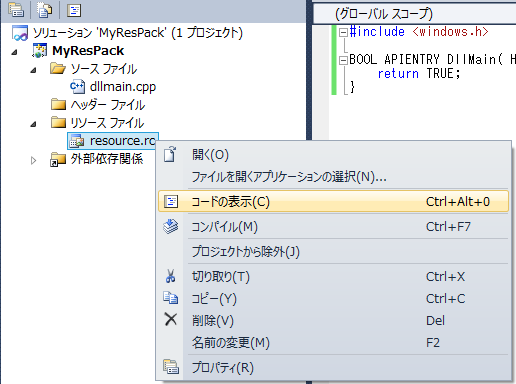 ソリューション 'MyResPack' (1 プロジェクト)
MyResPack
ソース ファイル
dllmain.cpp
ヘッダー ファイル
リソース ファイル
resource.rc
外部依存関係
(グローバル スコープ)
#include <windows.h>
BOOL APIENTRY DllMain( H
return TRUE;
}
開く(O)
ファイルを開くアプリケーションの選択(N)...
コードの表示(C) Ctrl+Alt+0
コンパイル(M) Ctrl+F7
プロジェクトから除外(J)
切り取り(T) Ctrl+X
コピー(Y) Ctrl+C
削除(V) Del
名前の変更(M) F2
プロパティ(R)